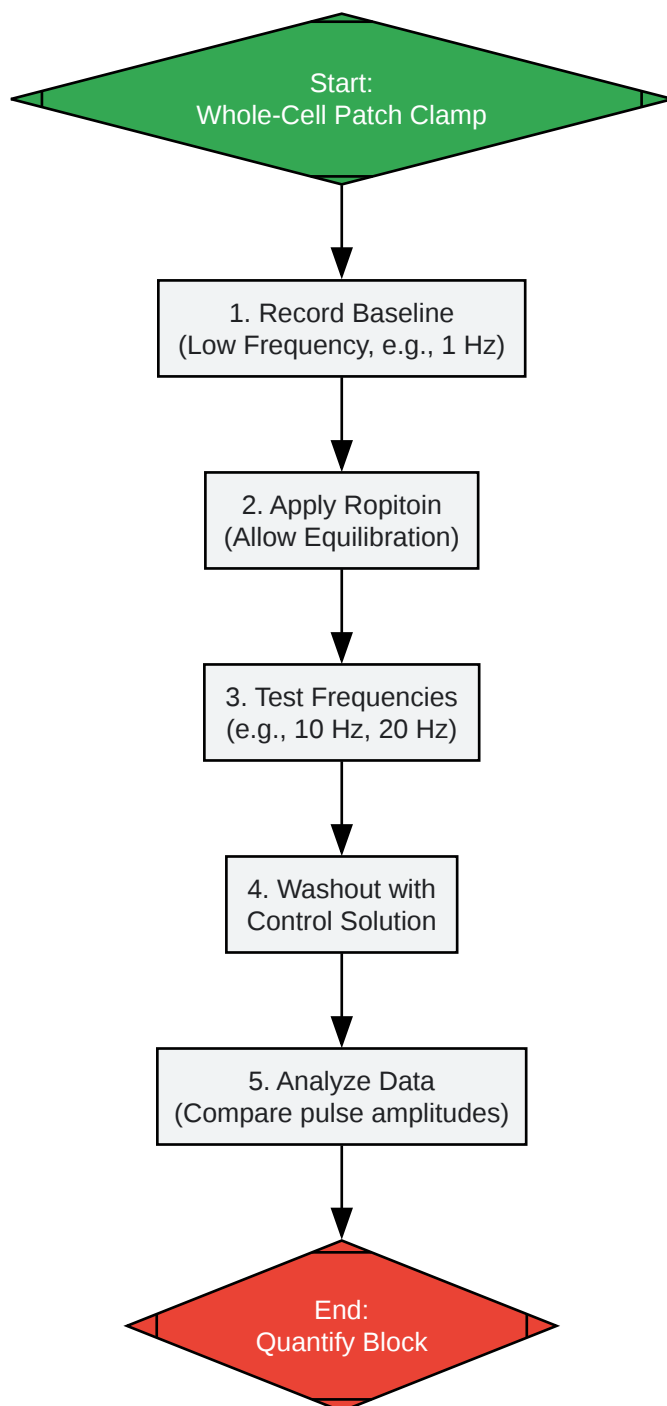 Start:
Whole-Cell Patch Clamp
1. Record Baseline
(Low Frequency, e.g., 1 Hz)
2. Apply Ropitoin
(Allow Equilibration)
3. Test Frequencies
(e.g., 10 Hz, 20 Hz)
4. Washout with
Control Solution
5. Analyze Data
(Compare pulse amplitudes)
End:
Quantify Block